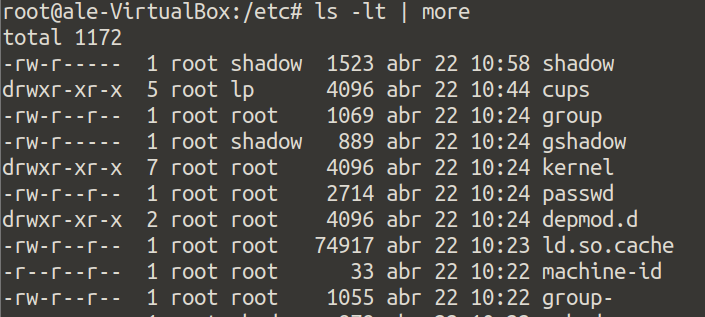 root@ale-VirtualBox:/etc# ls -lt | more
total 1172
-rw-r-----  1 root shadow  1523 abr 22 10:58 shadow
drwxr-xr-x  5 root lp      4096 abr 22 10:44 cups
-rw-r--r--  1 root root    1069 abr 22 10:24 group
-rw-r-----  1 root shadow   889 abr 22 10:24 gshadow
drwxr-xr-x  7 root root    4096 abr 22 10:24 kernel
-rw-r--r--  1 root root    2714 abr 22 10:24 passwd
drwxr-xr-x  2 root root    4096 abr 22 10:24 depmod.d
-rw-r--r--  1 root root   74917 abr 22 10:23 ld.so.cache
-r--r--r--  1 root root      33 abr 22 10:22 machine-id
-rw-r--r--  1 root root    1055 abr 22 10:22 group-